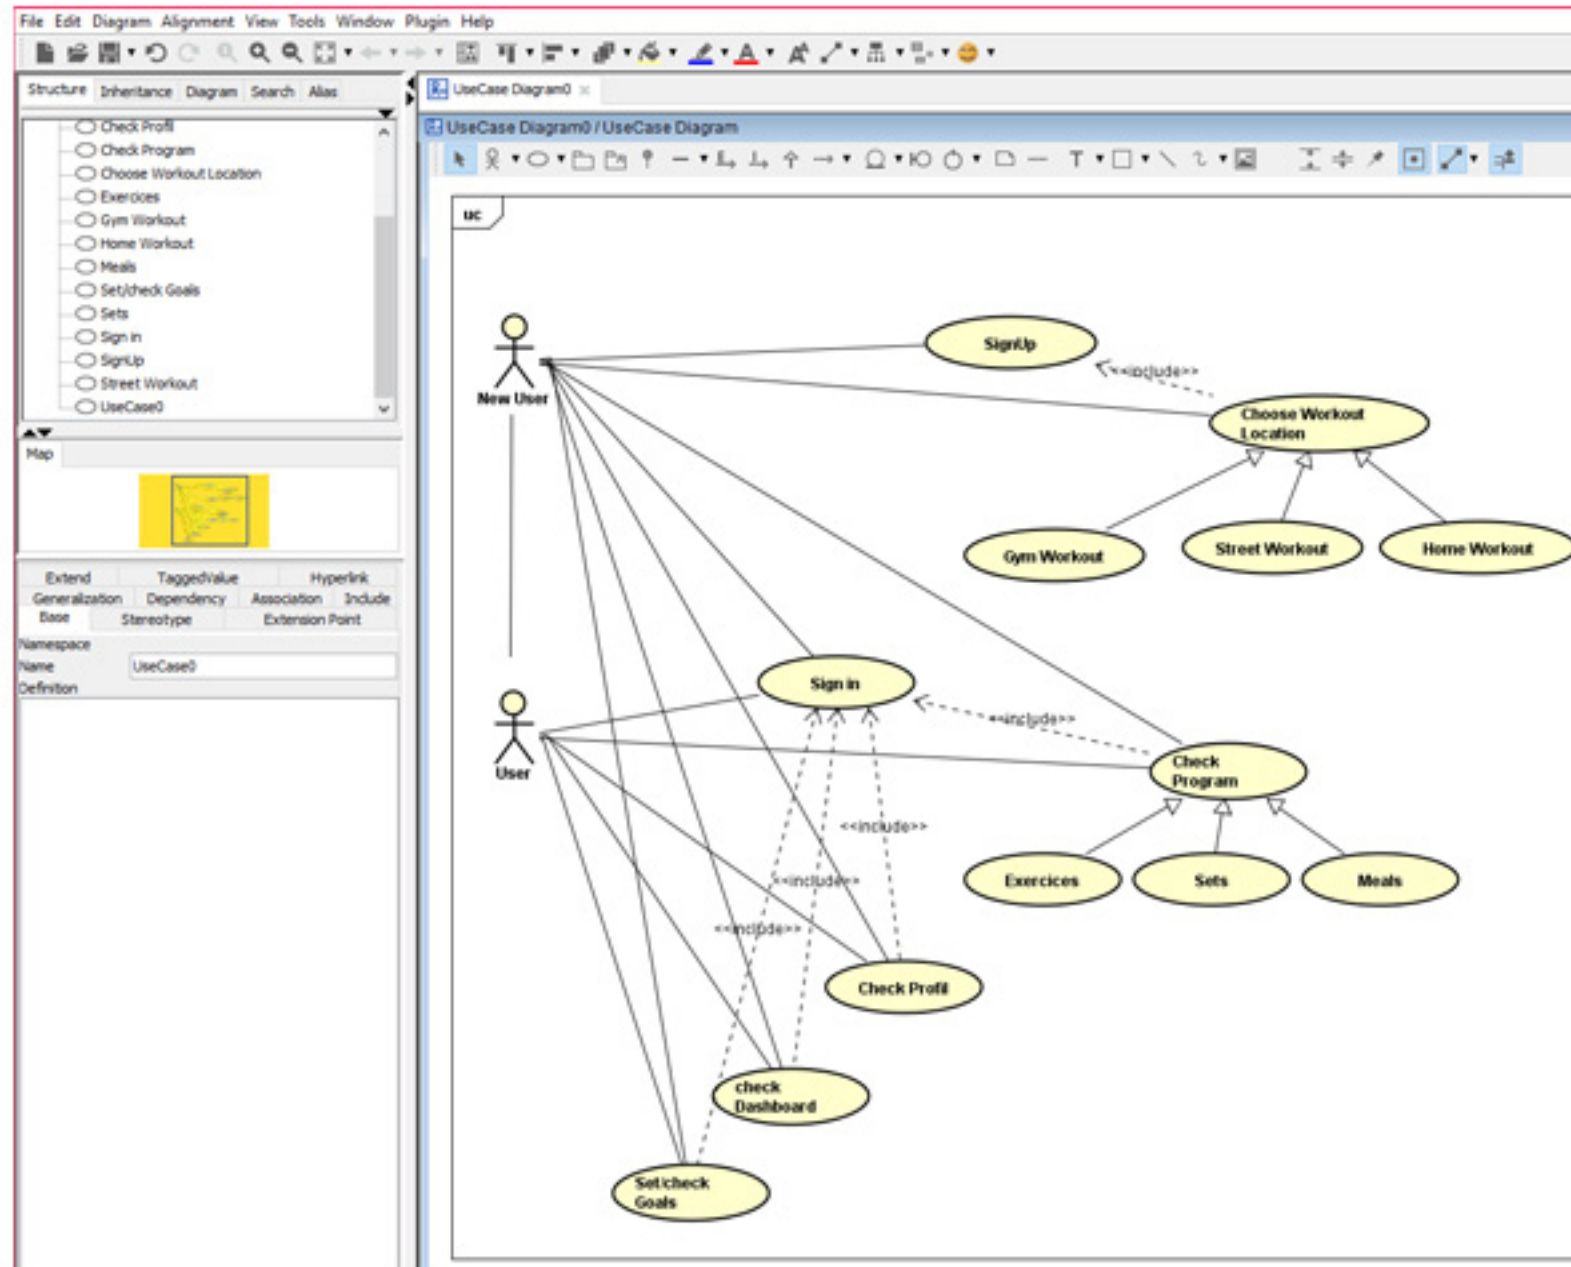 File Edit Diagram Alignment View Tools Window Plugin Help
Structure Inheritance Diagram Search Alias
Check Profil
Check Program
Choose Workout Location
Exercices
Gym Workout
Home Workout
Meals
Set/check Goals
Sets
Sign in
SignUp
Street Workout
UseCase0
Map
Extend TaggedValue Hyperlink
Generalization Dependency Association Include
Base Stereotype Extension Point
Namespace
Name UseCase0
Definition
UseCase Diagram0
UseCase Diagram0 / UseCase Diagram
uc
New User
SignUp
<<include>>
Choose Workout
Location
Gym Workout
Street Workout
Home Workout
User
Sign in
<<include>>
Check
Program
<<include>>
<<include>>
<<include>>
Exercices
Sets
Meals
Check Profil
check
Dashboard
Set/check
Goals